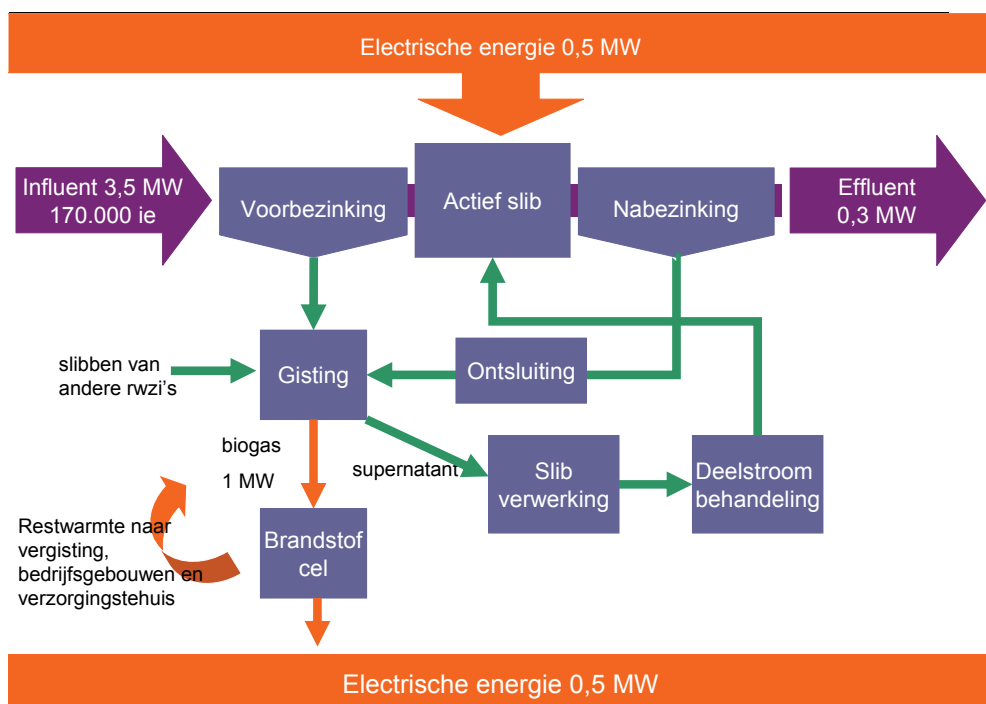 Electrische energie 0,5 MW
Influent 3,5 MW
170.000 ie
Voorbezinking
Actief slib
Nabezinking
Effluent
0,3 MW
slibben van
andere rwzi's
Gisting
Ontsluiting
biogas
1 MW
supernatant
Slib
verwerking
Deelstroom
behandeling
Restwarmte naar
vergisting,
bedrijfsgebouwen en
verzorgingstehuis
Brandstof
cel
Electrische energie 0,5 MW